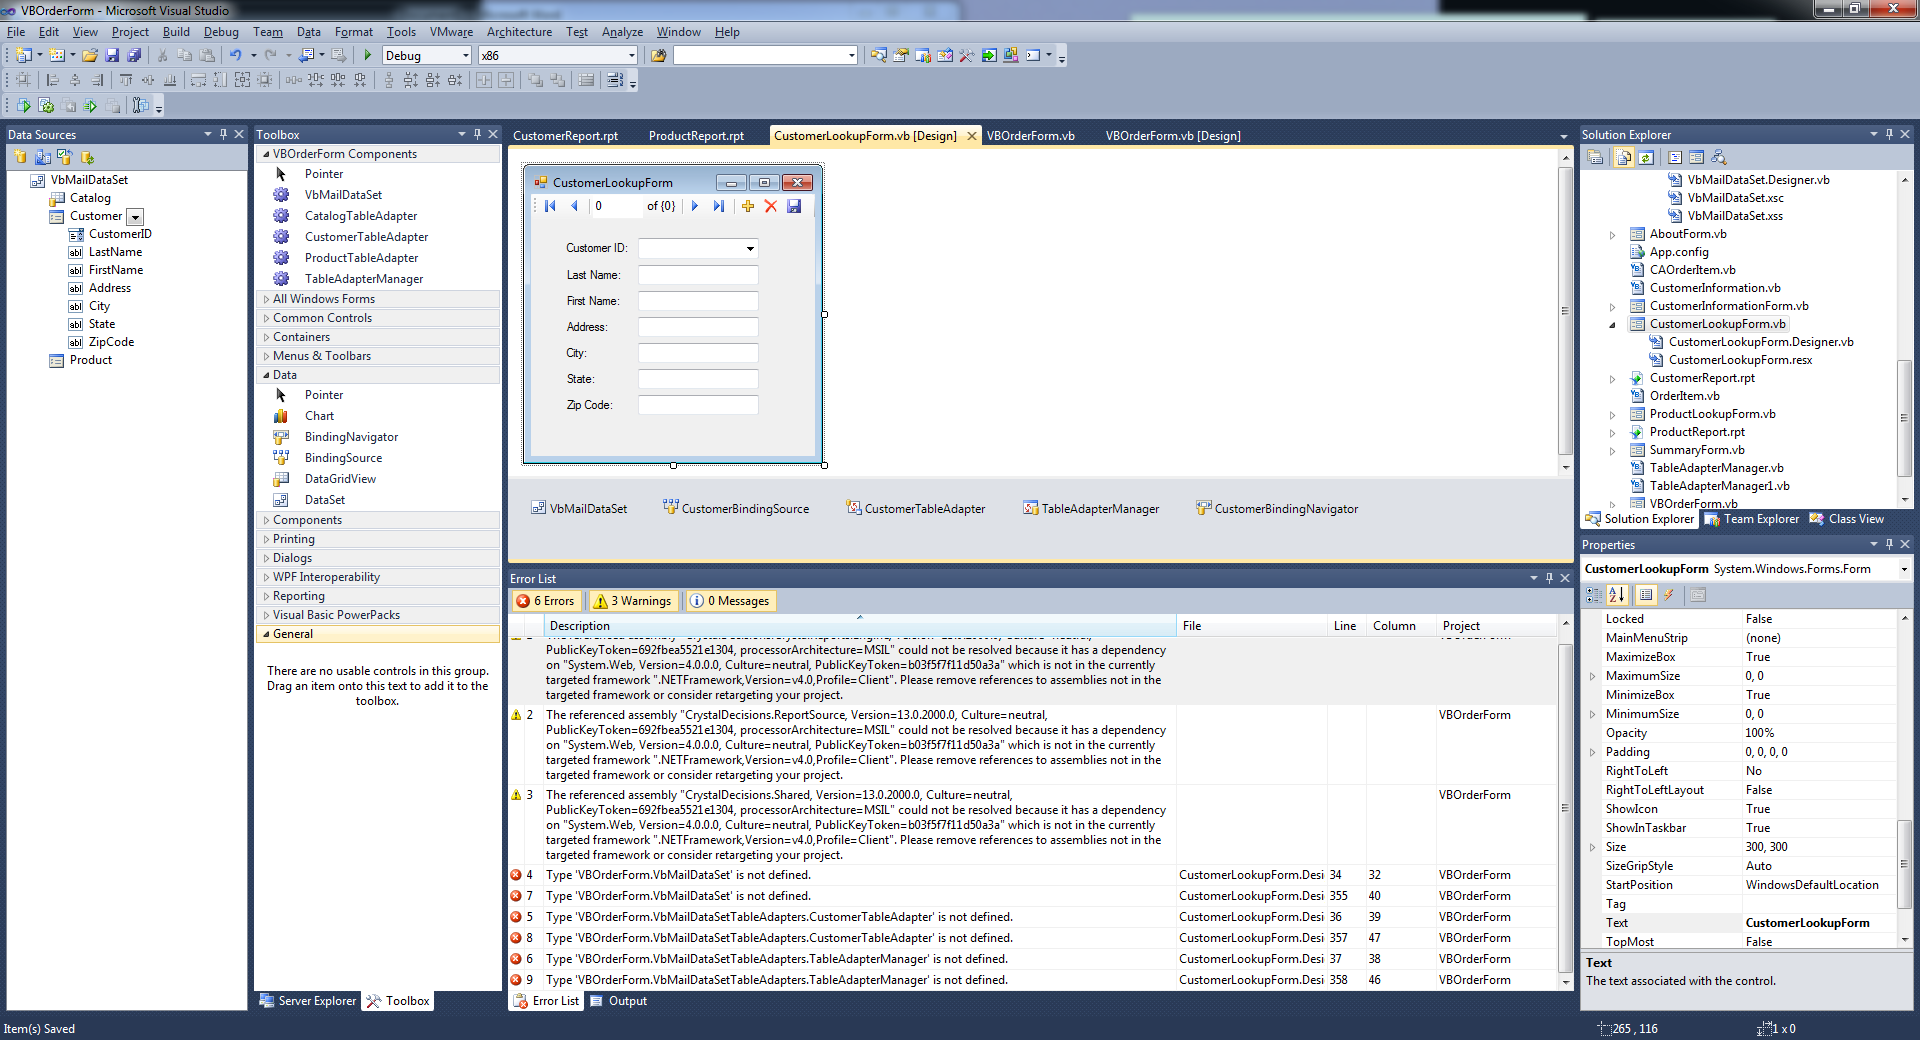 VBOrderForm - Microsoft Visual Studio
File Edit View Project Build Debug Team Data Format Tools VMware Architecture Test Analyze Window Help
Debug x86
Data Sources
VbMailDataSet
Catalog
Customer
CustomerID
LastName
FirstName
Address
City
State
ZipCode
Product
Toolbox
VBOrderForm Components
Pointer
VbMailDataSet
CatalogTableAdapter
CustomerTableAdapter
ProductTableAdapter
TableAdapterManager
All Windows Forms
Common Controls
Containers
Menus & Toolbars
Data
Pointer
Chart
BindingNavigator
BindingSource
DataGridView
DataSet
Components
Printing
Dialogs
WPF Interoperability
Reporting
Visual Basic PowerPacks
General
There are no usable controls in this group.
Drag an item onto this text to add it to the
toolbox.
Server Explorer Toolbox
CustomerReport.rpt ProductReport.rpt CustomerLookupForm.vb [Design] VBOrderForm.vb VBOrderForm.vb [Design]
CustomerLookupForm
0 of {0}
Customer ID:
Last Name:
First Name:
Address:
City:
State:
Zip Code:
VbMailDataSet CustomerBindingSource CustomerTableAdapter TableAdapterManager CustomerBindingNavigator
Error List
6 Errors 3 Warnings 0 Messages
Description File Line Column Project
PublicKeyToken=692fbea5521e1304, processorArchitecture=MSIL" could not be resolved because it has a dependency
on "System.Web, Version=4.0.0.0, Culture=neutral, PublicKeyToken=b03f5f7f11d50a3a" which is not in the currently
targeted framework ".NETFramework,Version=v4.0,Profile=Client". Please remove references to assemblies not in the
targeted framework or consider retargeting your project.
2 The referenced assembly "CrystalDecisions.ReportSource, Version=13.0.2000.0, Culture=neutral, VBOrderForm
PublicKeyToken=692fbea5521e1304, processorArchitecture=MSIL" could not be resolved because it has a dependency
on "System.Web, Version=4.0.0.0, Culture=neutral, PublicKeyToken=b03f5f7f11d50a3a" which is not in the currently
targeted framework ".NETFramework,Version=v4.0,Profile=Client". Please remove references to assemblies not in the
targeted framework or consider retargeting your project.
3 The referenced assembly "CrystalDecisions.Shared, Version=13.0.2000.0, Culture=neutral, VBOrderForm
PublicKeyToken=692fbea5521e1304, processorArchitecture=MSIL" could not be resolved because it has a dependency
on "System.Web, Version=4.0.0.0, Culture=neutral, PublicKeyToken=b03f5f7f11d50a3a" which is not in the currently
targeted framework ".NETFramework,Version=v4.0,Profile=Client". Please remove references to assemblies not in the
targeted framework or consider retargeting your project.
4 Type 'VBOrderForm.VbMailDataSet' is not defined. CustomerLookupForm.Desi 34 32 VBOrderForm
7 Type 'VBOrderForm.VbMailDataSet' is not defined. CustomerLookupForm.Desi 355 40 VBOrderForm
5 Type 'VBOrderForm.VbMailDataSetTableAdapters.CustomerTableAdapter' is not defined. CustomerLookupForm.Desi 36 39 VBOrderForm
8 Type 'VBOrderForm.VbMailDataSetTableAdapters.CustomerTableAdapter' is not defined. CustomerLookupForm.Desi 357 47 VBOrderForm
6 Type 'VBOrderForm.VbMailDataSetTableAdapters.TableAdapterManager' is not defined. CustomerLookupForm.Desi 37 38 VBOrderForm
9 Type 'VBOrderForm.VbMailDataSetTableAdapters.TableAdapterManager' is not defined. CustomerLookupForm.Desi 358 46 VBOrderForm
Error List Output
Solution Explorer
VbMailDataSet.Designer.vb
VbMailDataSet.xsc
VbMailDataSet.xss
AboutForm.vb
App.config
CAOrderItem.vb
CustomerInformation.vb
CustomerInformationForm.vb
CustomerLookupForm.vb
CustomerLookupForm.Designer.vb
CustomerLookupForm.resx
CustomerReport.rpt
OrderItem.vb
ProductLookupForm.vb
ProductReport.rpt
SummaryForm.vb
TableAdapterManager.vb
TableAdapterManager1.vb
VBOrderForm.vb
Solution Explorer Team Explorer Class View
Properties
CustomerLookupForm System.Windows.Forms.Form
Locked False
MainMenuStrip (none)
MaximizeBox True
MaximumSize 0, 0
MinimizeBox True
MinimumSize 0, 0
Opacity 100%
Padding 0, 0, 0, 0
RightToLeft No
RightToLeftLayout False
ShowIcon True
ShowInTaskbar True
Size 300, 300
SizeGripStyle Auto
StartPosition WindowsDefaultLocation
Tag
Text CustomerLookupForm
TopMost False
Text
The text associated with the control.
Item(s) Saved 265 , 116 1 x 0